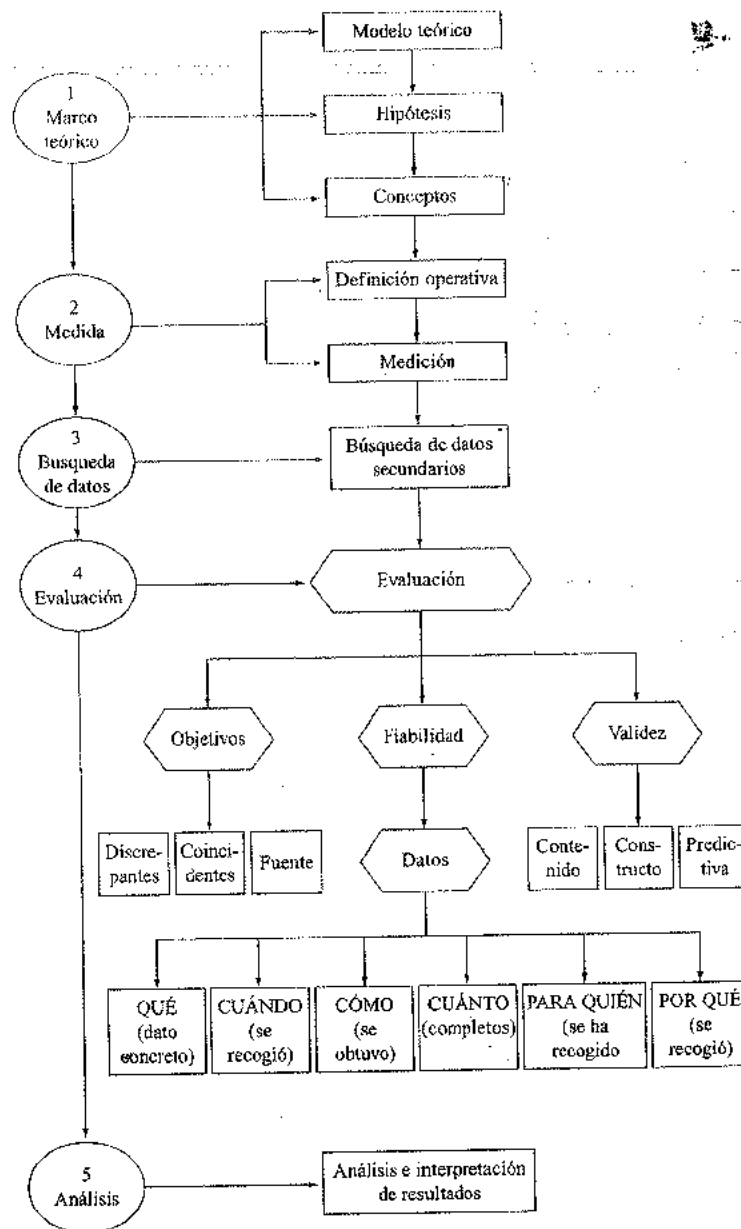 Modelo teórico
1
Marco
teórico
Hipótesis
Conceptos
Definición operativa
2
Medida
Medición
3
Busqueda
de datos
Búsqueda de datos
secundarios
4
Evaluación
Evaluación
Objetivos
Fiabilidad
Validez
Discre-
pantes
Coinci-
dentes
Fuente
Datos
Conte-
nido
Cons-
tructo
Predic-
tiva
QUÉ
(dato
concreto)
CUÁNDO
(se
recogió)
CÓMO
(se
obtuvo)
CUÁNTO
(completos)
PARA QUIÉN
(se ha
recogido
POR QUÉ
(se
recogió)
5
Análisis
Análisis e interpretación
de resultados